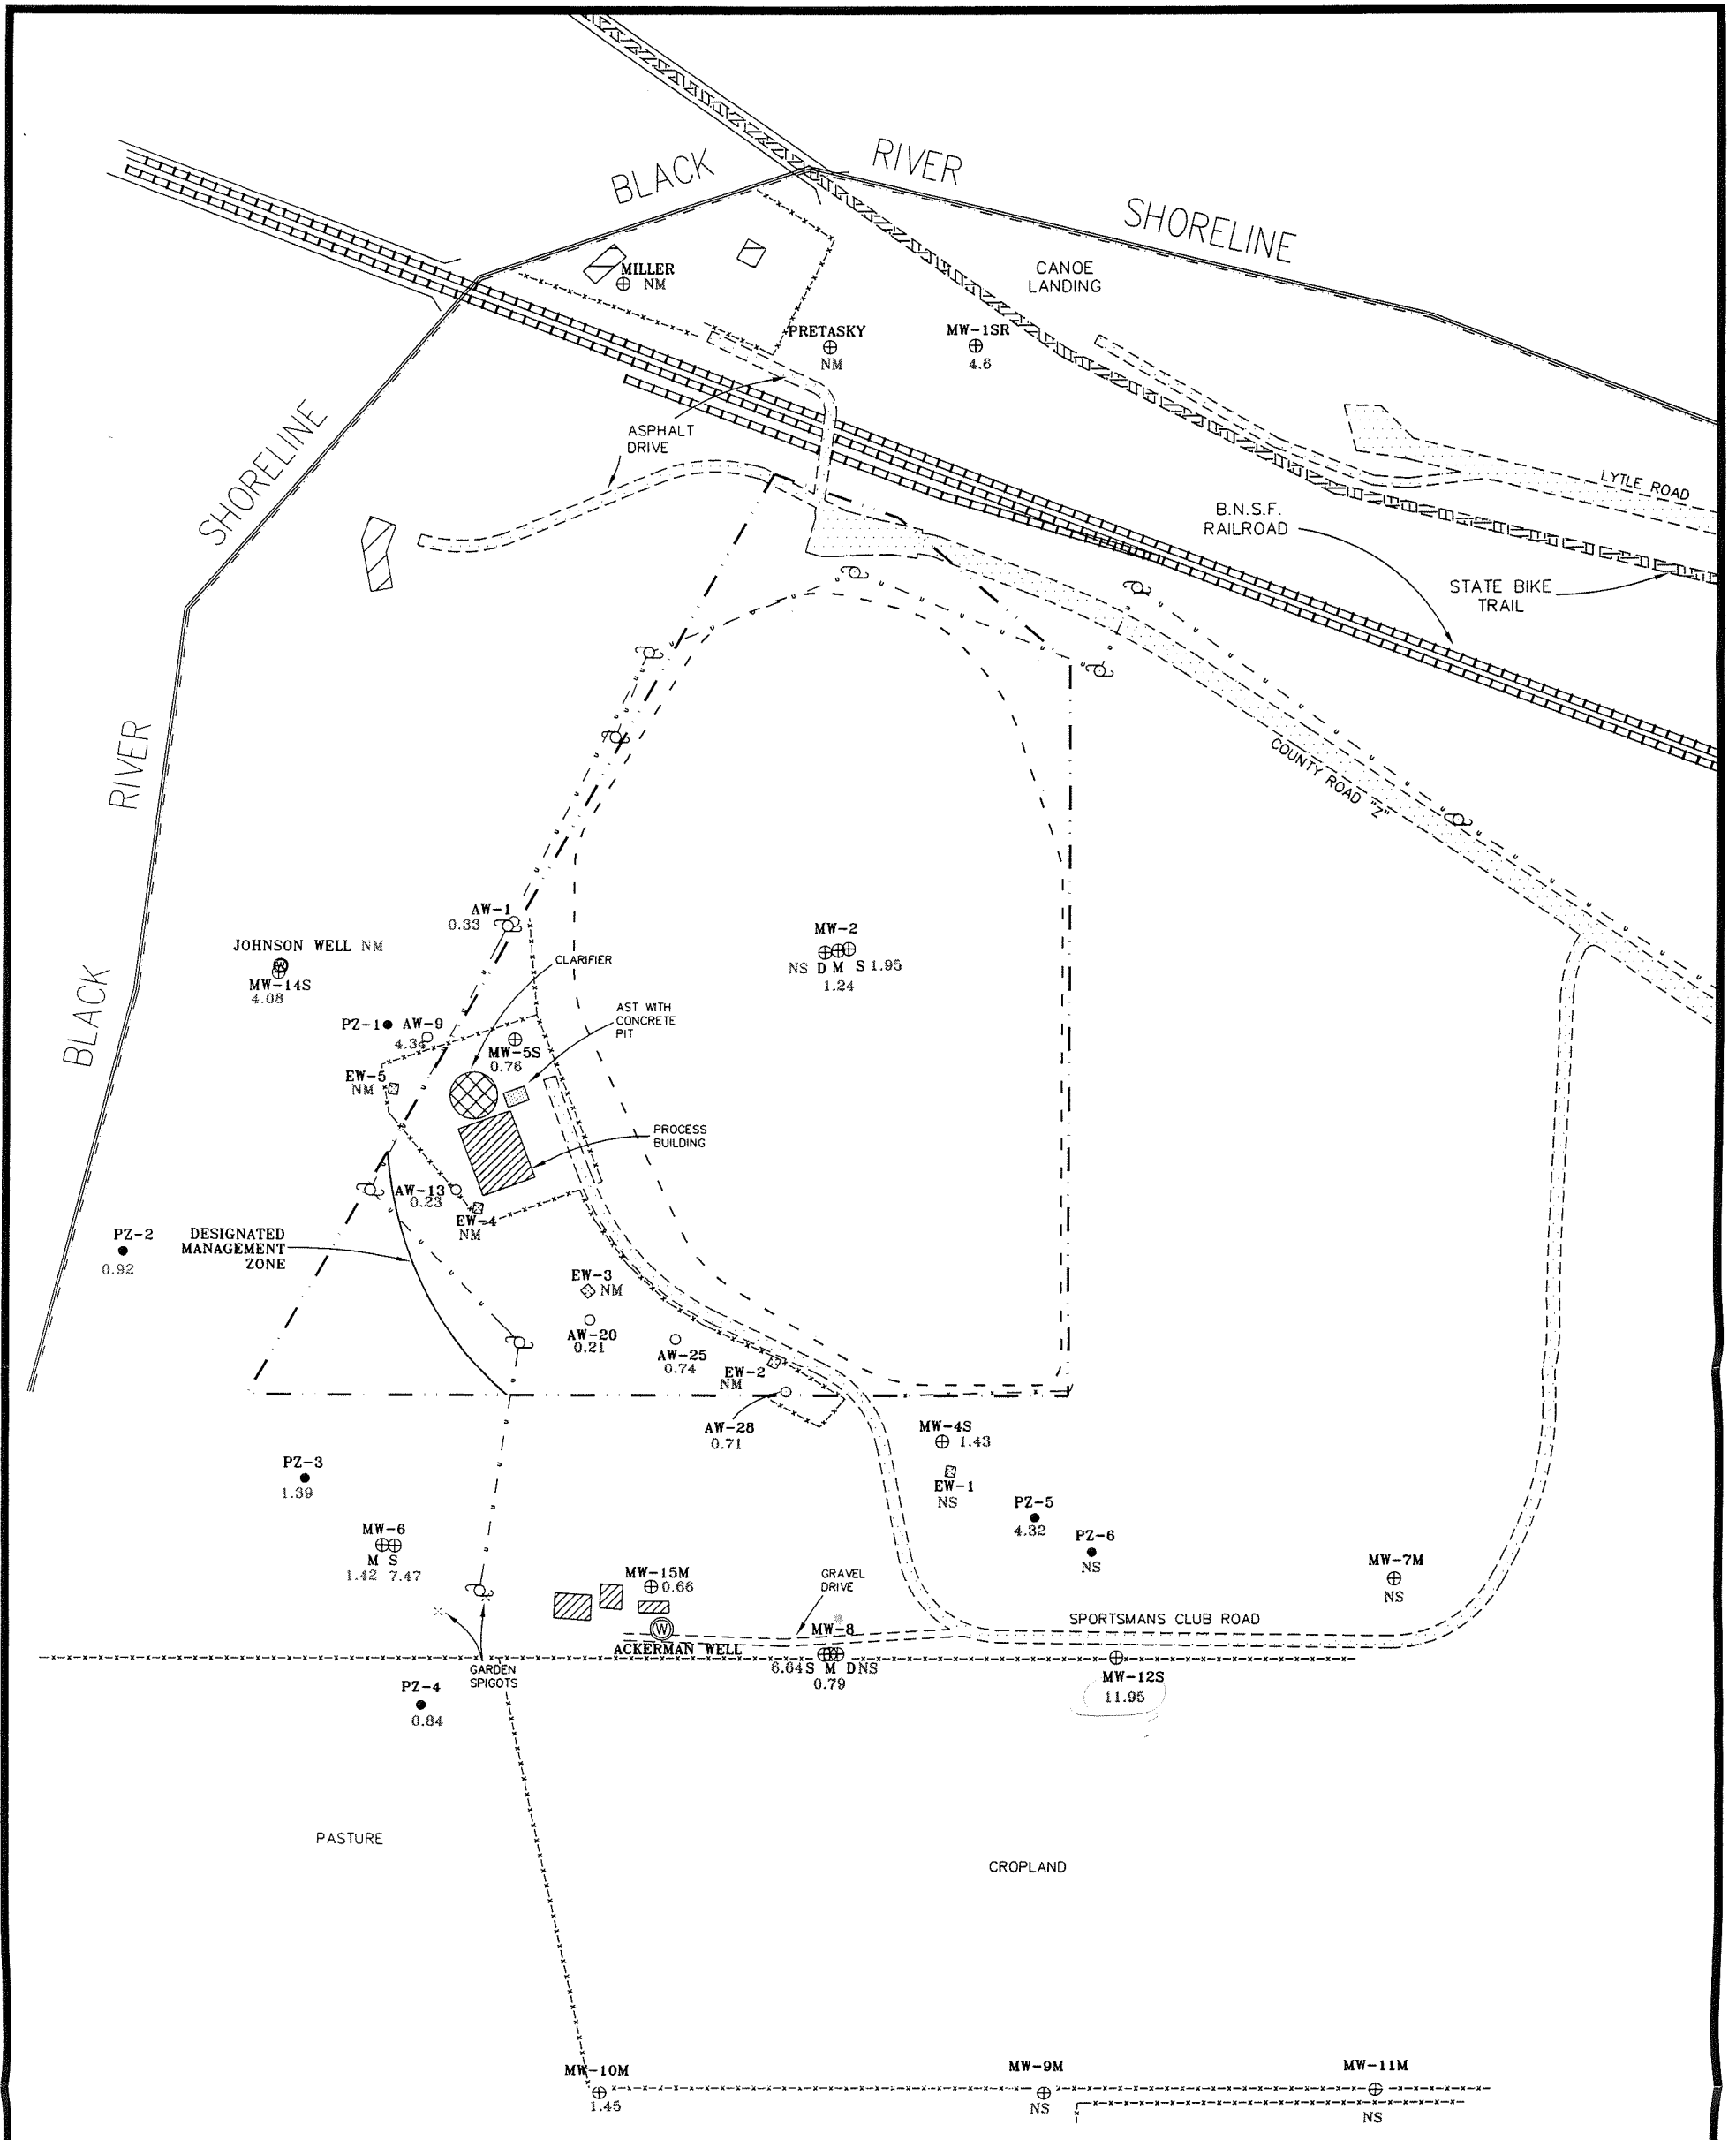 BLACK
RIVER
SHORELINE
CANOE
LANDING
MILLER
NM
PRETASKY
NM
MW-1SR
4.6
ASPHALT
DRIVE
SHORELINE
LYTLE ROAD
B.N.S.F.
RAILROAD
STATE BIKE
TRAIL
RIVER
COUNTY ROAD "Z"
AW-1
0.33
MW-2
NS D M S 1.95
1.24
JOHNSON WELL NM
W
MW-14S
4.08
CLARIFIER
BLACK
PZ-1
AW-9
4.34
AST WITH
CONCRETE
PIT
MW-5S
0.76
EW-5
NM
PROCESS
BUILDING
AW-13
0.23
EW-4
NM
PZ-2
0.92
DESIGNATED
MANAGEMENT
ZONE
EW-3
NM
AW-20
0.21
AW-25
0.74
EW-2
NM
AW-28
0.71
MW-4S
1.43
EW-1
NS
PZ-3
1.39
PZ-5
4.32
PZ-6
NS
MW-6
M S
1.42 7.47
MW-15M
0.66
GRAVEL
DRIVE
MW-7M
NS
SPORTSMANS CLUB ROAD
W
ACKERMAN WELL
MW-8
6.64 S M D NS
0.79
GARDEN
SPIGOTS
MW-12S
11.95
PZ-4
0.84
PASTURE
CROPLAND
MW-10M
1.45
MW-9M
NS
MW-11M
NS